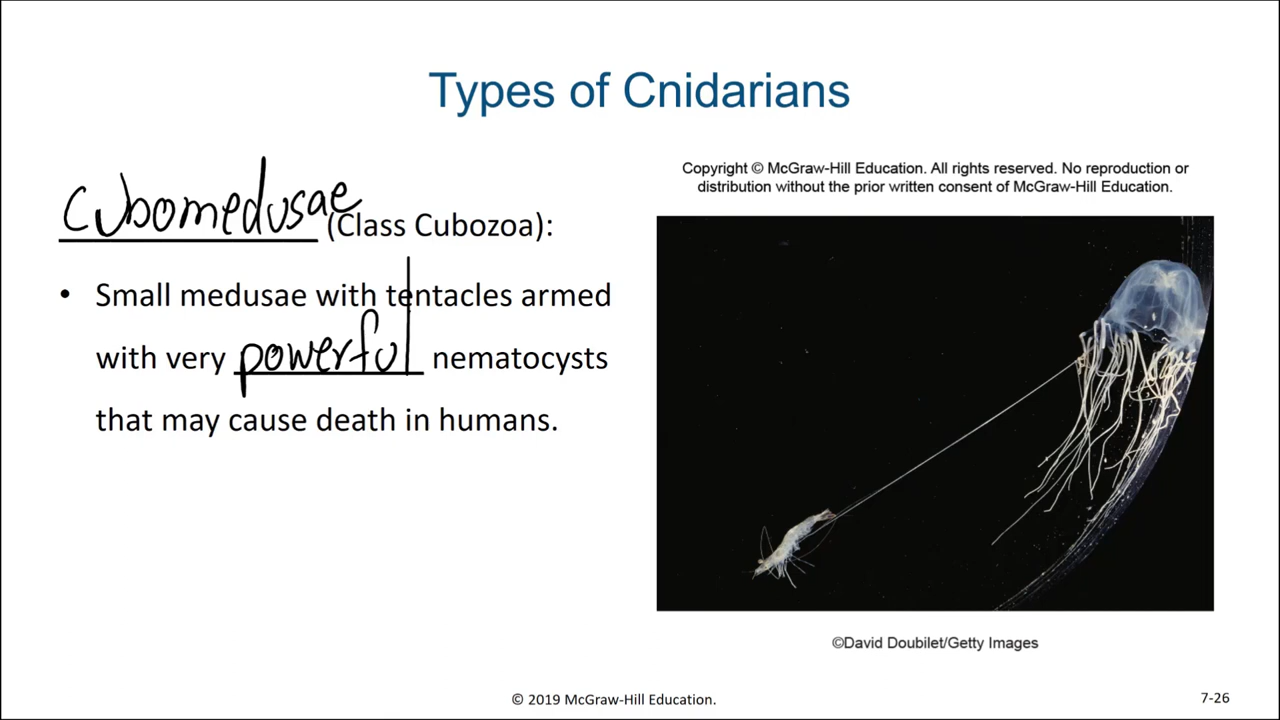 Types of Cnidarians
Copyright © McGraw-Hill Education. All rights reserved. No reproduction or
distribution without the prior written consent of McGraw-Hill Education.
cubomedusae (Class Cubozoa):
• Small medusae with tentacles armed
with very powerful nematocysts
that may cause death in humans.
©David Doubilet/Getty Images
© 2019 McGraw-Hill Education.
7-26